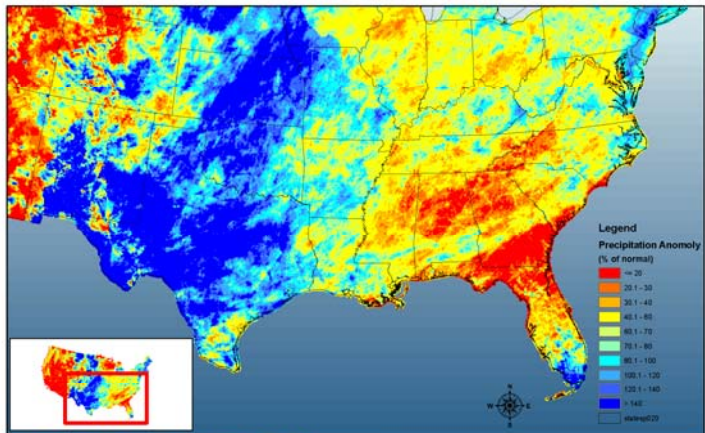 Legend
Precipitation Anomoly
(% of normal)
<= 20
20.1 - 30
30.1 - 40
40.1 - 60
60.1 - 70
70.1 - 80
80.1 - 100
100.1 - 120
120.1 - 140
> 140
N
W E
S